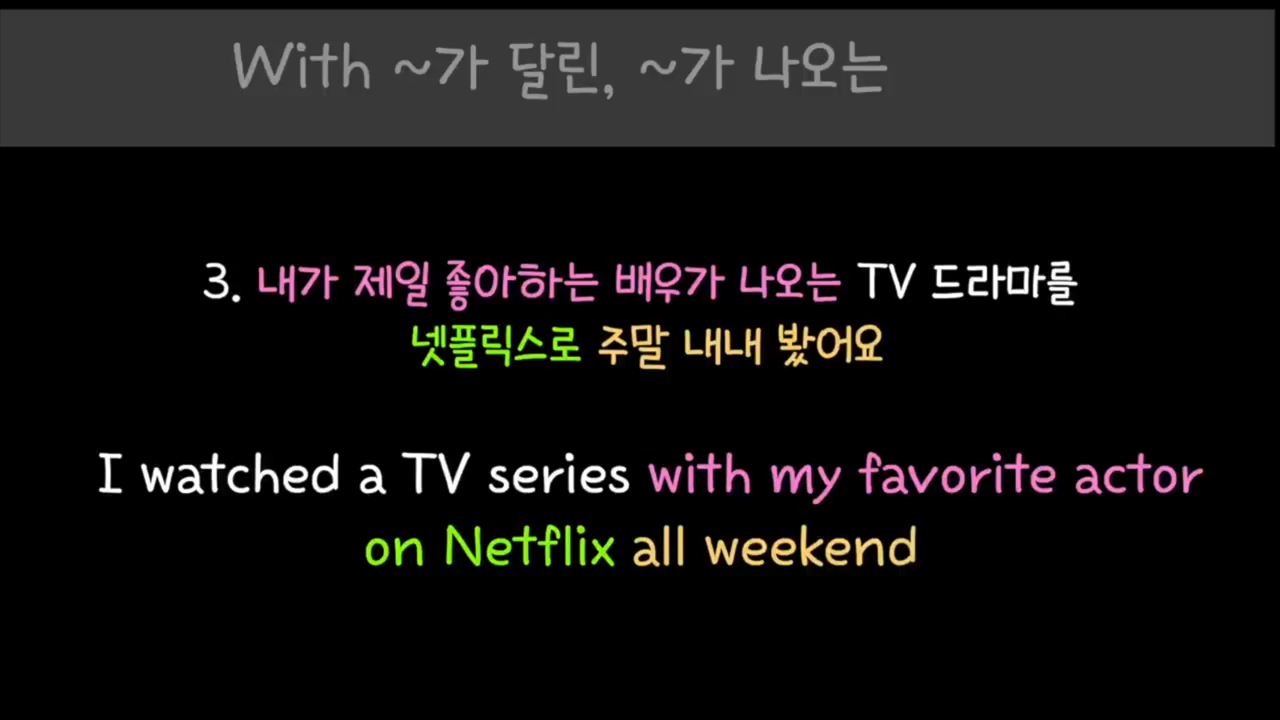 With ~가 달린, ~가 나오는
3. 내가 제일 좋아하는 배우가 나오는 TV 드라마를
넷플릭스로 주말 내내 봤어요
I watched a TV series with my favorite actor
on Netflix all weekend